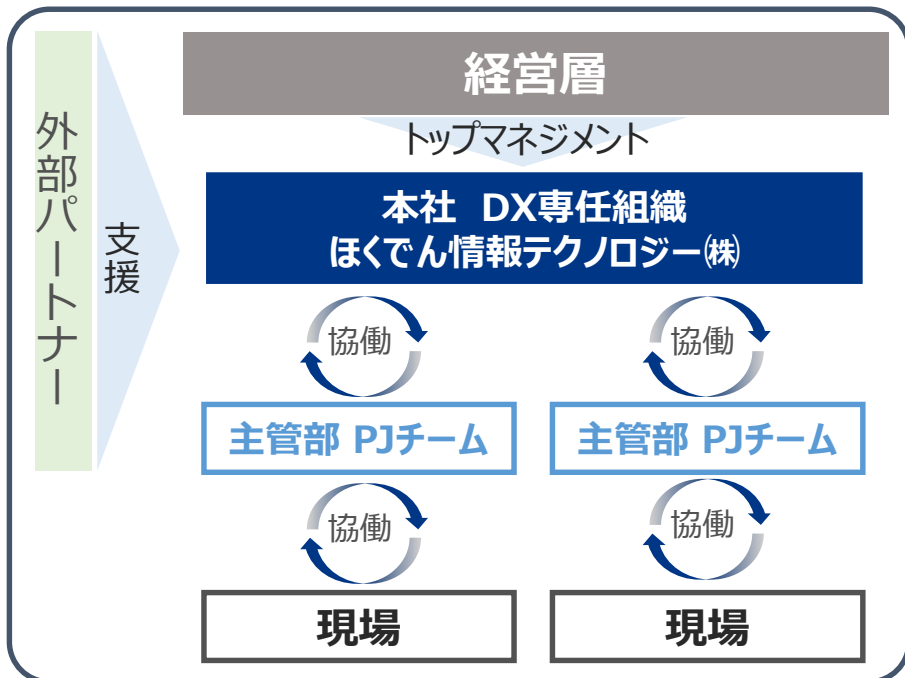 外部パートナー
支援
経営層
トップマネジメント
本社 DX専任組織
ほくでん情報テクノロジー㈱
協働
協働
主管部 PJチーム
主管部 PJチーム
協働
協働
現場
現場